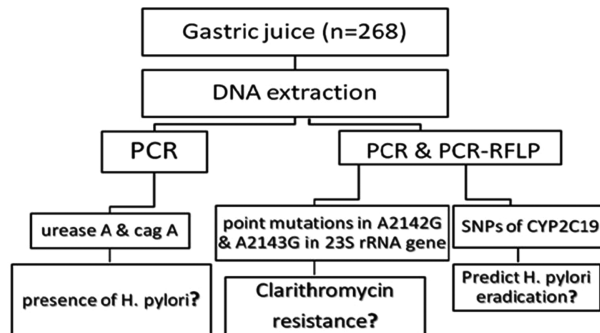 Gastric juice (n=268)
DNA extraction
PCR
PCR & PCR-RFLP
urease A & cag A
point mutations in A2142G
& A2143G in 23S rRNA gene
SNPs of CYP2C19
presence of H. pylori?
Clarithromycin
resistance?
Predict H. pylori
eradication?